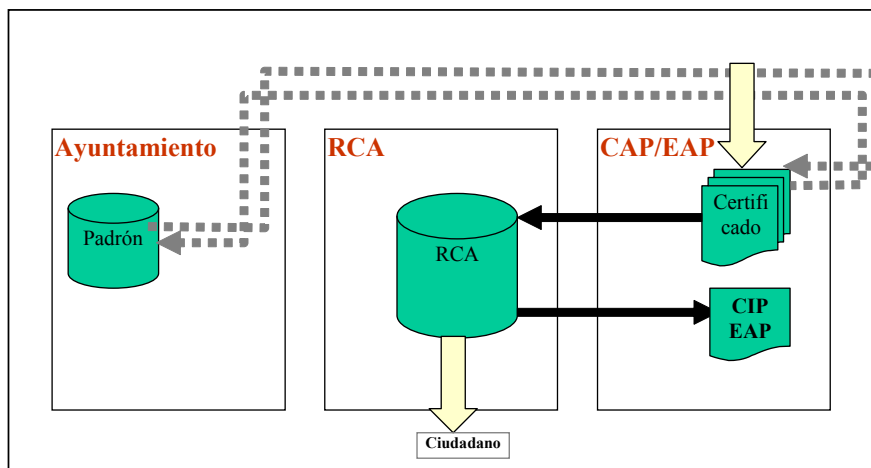 Ayuntamiento
RCA
CAP/EAP
Padrón
RCA
Certifi
cado
CIP
EAP
Ciudadano